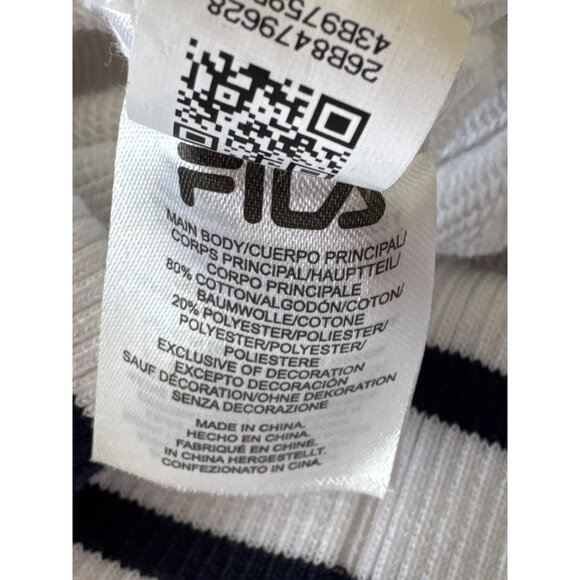 43B9759
26B8479628
FILA
MAIN BODY/CUERPO PRINCIPAL/
CORPS PRINCIPAL/HAUPTTEIL/
CORPO PRINCIPALE
80% COTTON/ALGODÓN/COTON/
BAUMWOLLE/COTONE
20% POLYESTER/POLIESTER/
POLYESTER/POLYESTER/
POLIESTERE
EXCLUSIVE OF DECORATION
EXCEPTO DECORACIÓN
SAUF DÉCORATION/OHNE DEKORATION
SENZA DECORAZIONE
MADE IN CHINA.
HECHO EN CHINA.
FABRIQUÉ EN CHINE.
IN CHINA HERGESTELLT.
CONFEZIONATO IN CINA.